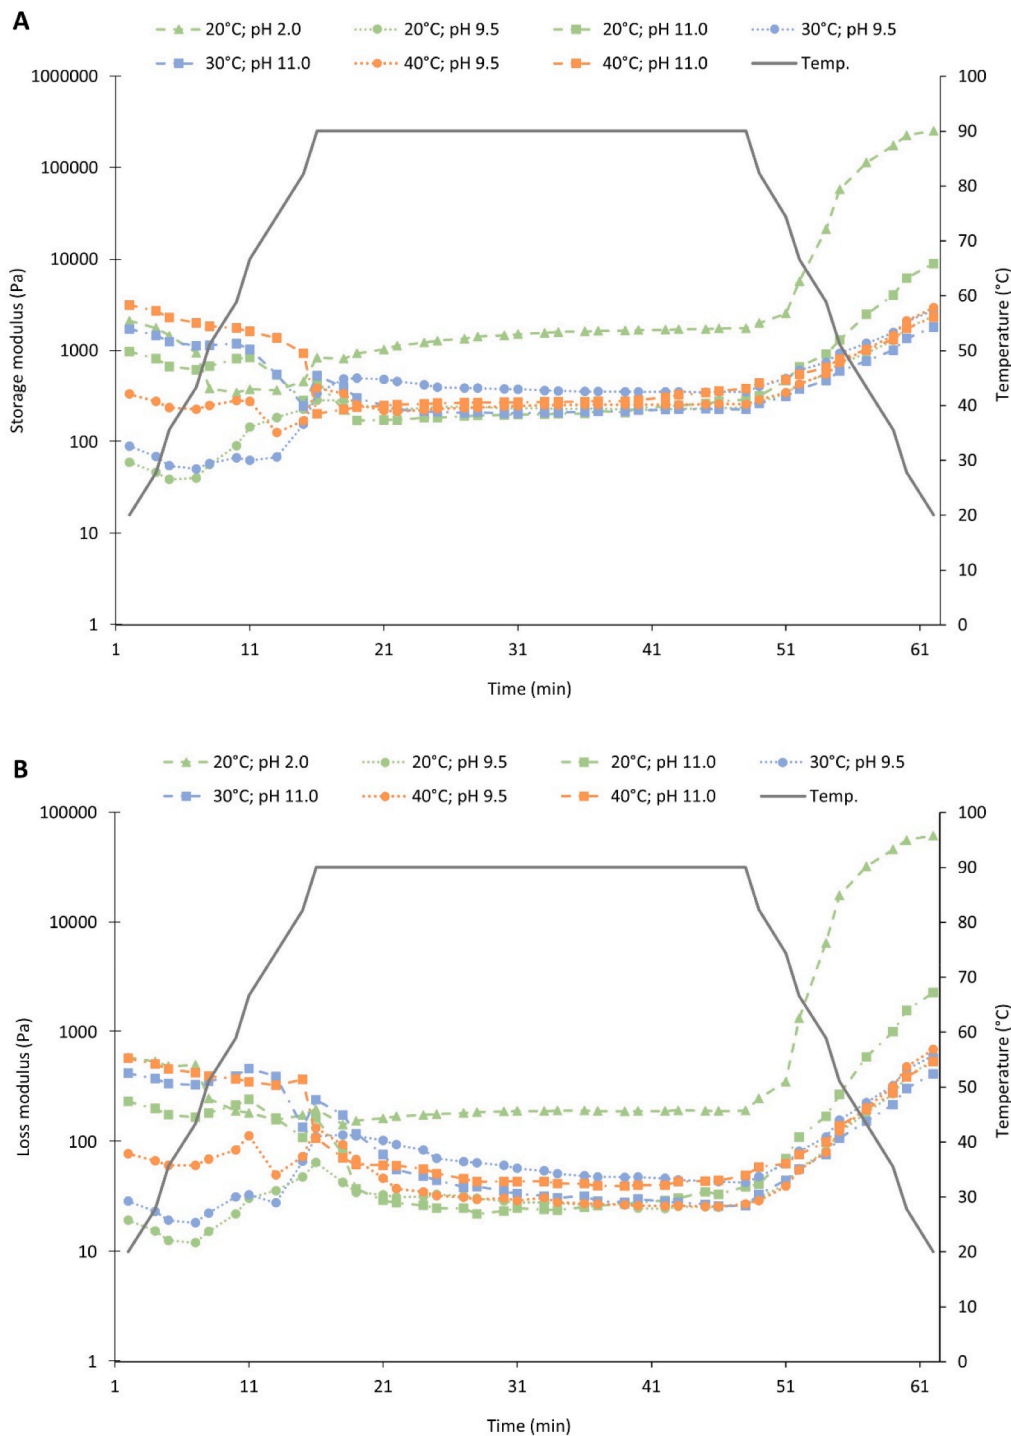 A
20°C; pH 2.0 20°C; pH 9.5 20°C; pH 11.0 30°C; pH 9.5
30°C; pH 11.0 40°C; pH 9.5 40°C; pH 11.0 Temp.
1000000 100
90
100000 80
70
10000 60
1000 50
40
100 30
10 20
10
1 0
Storage modulus (Pa)
Temperature (°C)
1 11 21 31 41 51 61
Time (min)
B
20°C; pH 2.0 20°C; pH 9.5 20°C; pH 11.0 30°C; pH 9.5
30°C; pH 11.0 40°C; pH 9.5 40°C; pH 11.0 Temp.
100000 100
90
10000 80
70
1000 60
50
100 40
30
10 20
10
1 0
Loss modulus (Pa)
Temperature (°C)
1 11 21 31 41 51 61
Time (min)